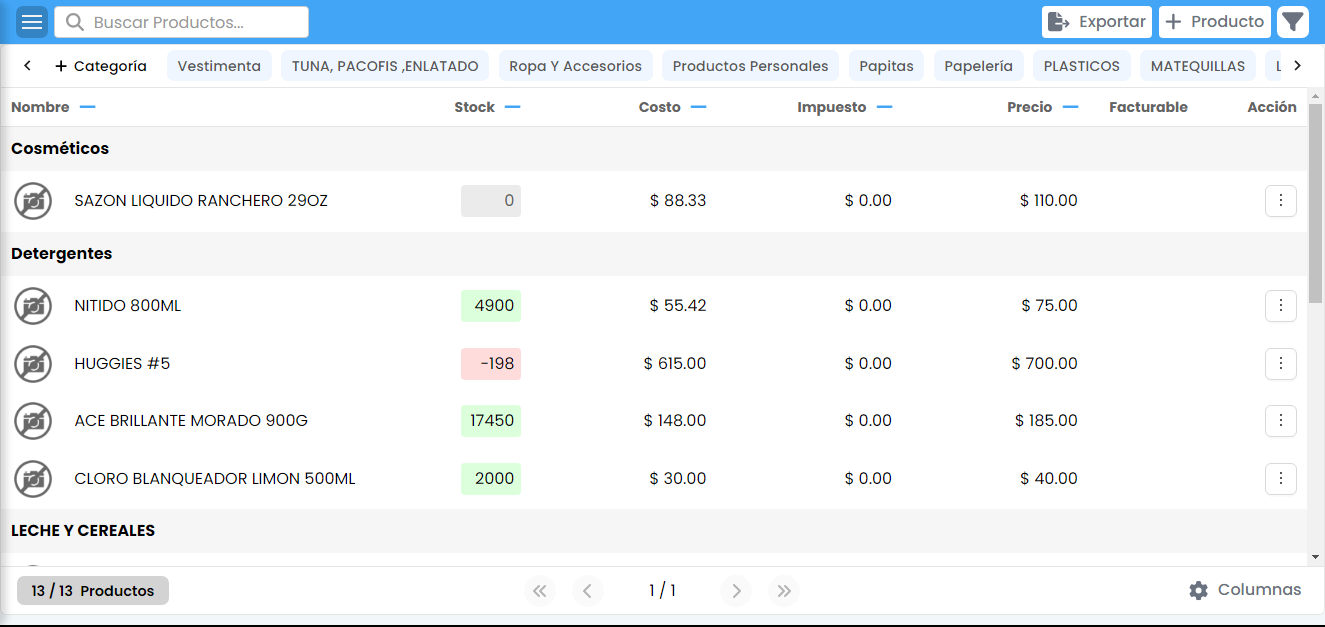 Buscar Productos... Exportar + Producto
+ Categoría Vestimenta TUNA, PACOFIS ,ENLATADO Ropa Y Accesorios Productos Personales Papitas Papelería PLASTICOS MATEQUILLAS L
Nombre Stock Costo Impuesto Precio Facturable Acción
Cosméticos
SAZON LIQUIDO RANCHERO 29OZ 0 $ 88.33 $ 0.00 $ 110.00
Detergentes
NITIDO 800ML 4900 $ 55.42 $ 0.00 $ 75.00
HUGGIES #5 -198 $ 615.00 $ 0.00 $ 700.00
ACE BRILLANTE MORADO 900G 17450 $ 148.00 $ 0.00 $ 185.00
CLORO BLANQUEADOR LIMON 500ML 2000 $ 30.00 $ 0.00 $ 40.00
LECHE Y CEREALES
13 / 13 Productos 1 / 1 Columnas